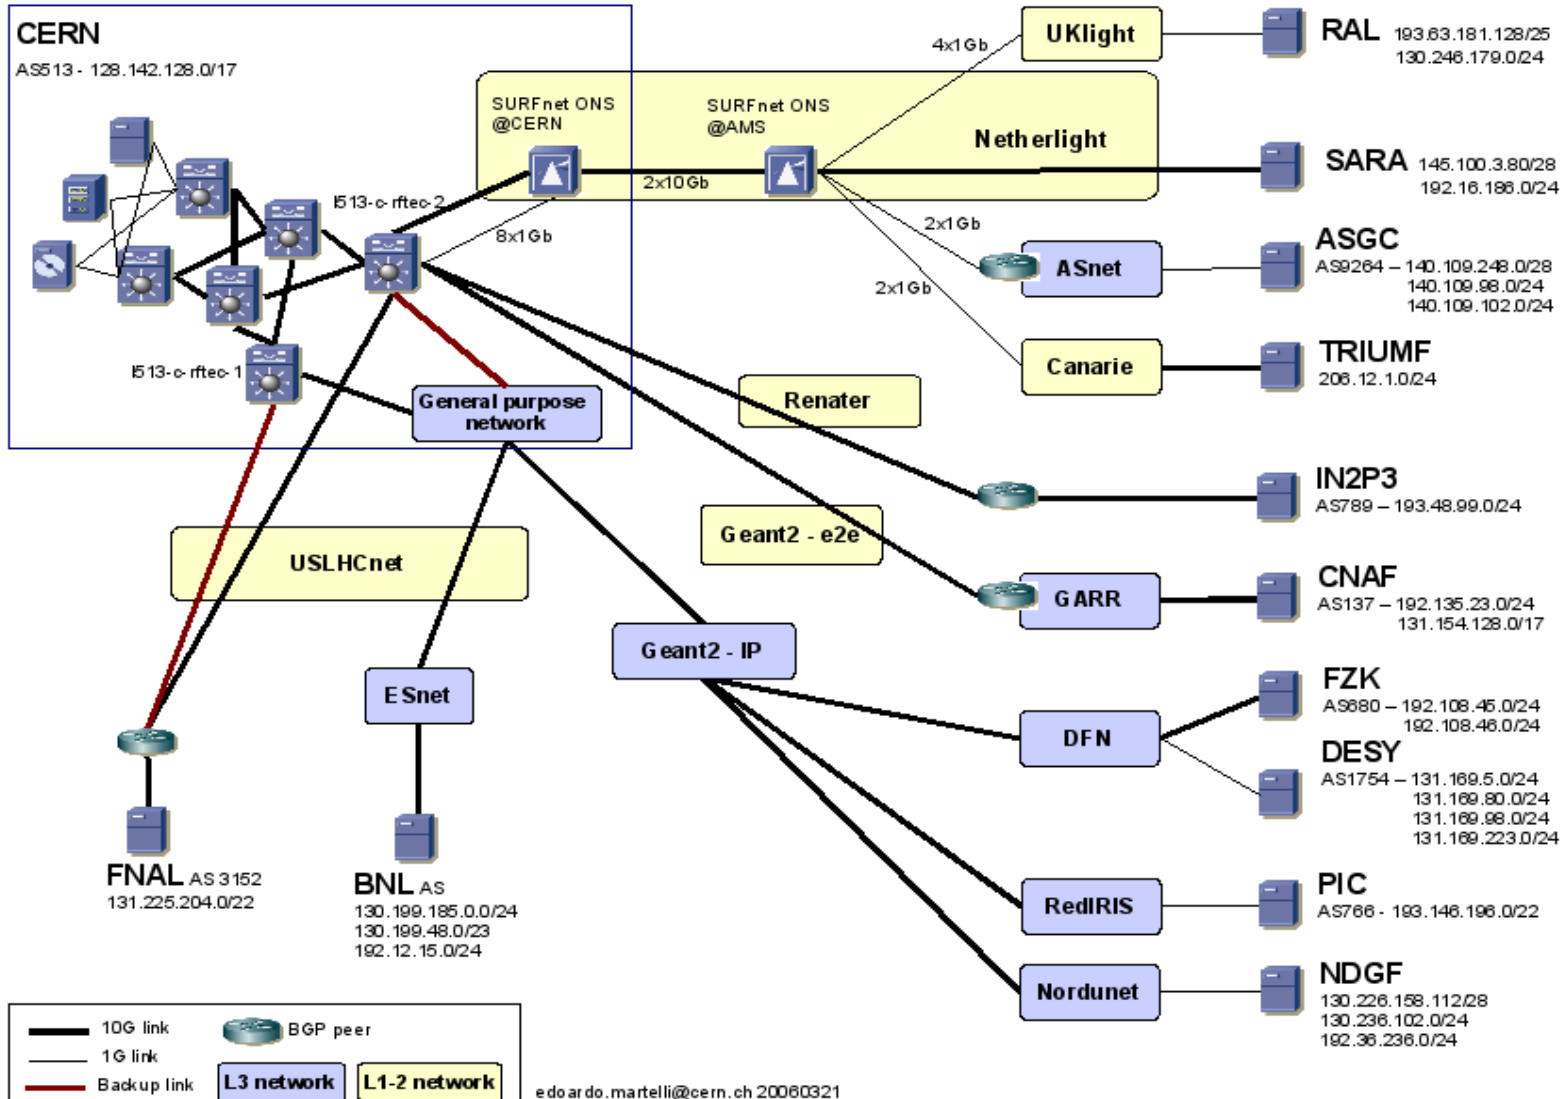 CERN
AS513 - 128.142.128.0/17
SURFnet ONS
@CERN
SURFnet ONS
@AMS
Netherlight
2x10Gb
8x1Gb
4x1Gb
2x1Gb
2x1Gb
l513-c-rftec-2
l513-c-rftec-1
General purpose
network
UKlight
RAL 193.63.181.128/25
130.246.179.0/24
SARA 145.100.3.80/28
192.16.186.0/24
ASnet
ASGC
AS9264 – 140.109.248.0/28
140.109.98.0/24
140.109.102.0/24
Canarie
TRIUMF
206.12.1.0/24
Renater
IN2P3
AS789 – 193.48.99.0/24
Geant2 - e2e
GARR
CNAF
AS137 – 192.135.23.0/24
131.154.128.0/17
USLHCnet
Geant2 - IP
ESnet
DFN
FZK
AS680 – 192.108.45.0/24
192.108.46.0/24
DESY
AS1754 – 131.169.5.0/24
131.169.80.0/24
131.169.98.0/24
131.169.223.0/24
FNAL AS 3152
131.225.204.0/22
BNL AS
130.199.185.0.0/24
130.199.48.0/23
192.12.15.0/24
RedIRIS
PIC
AS766 - 193.146.196.0/22
Nordunet
NDGF
130.226.158.112/28
130.236.102.0/24
192.36.236.0/24
10G link
BGP peer
1G link
Backup link
L3 network
L1-2 network
edoardo.martelli@cern.ch 20060321